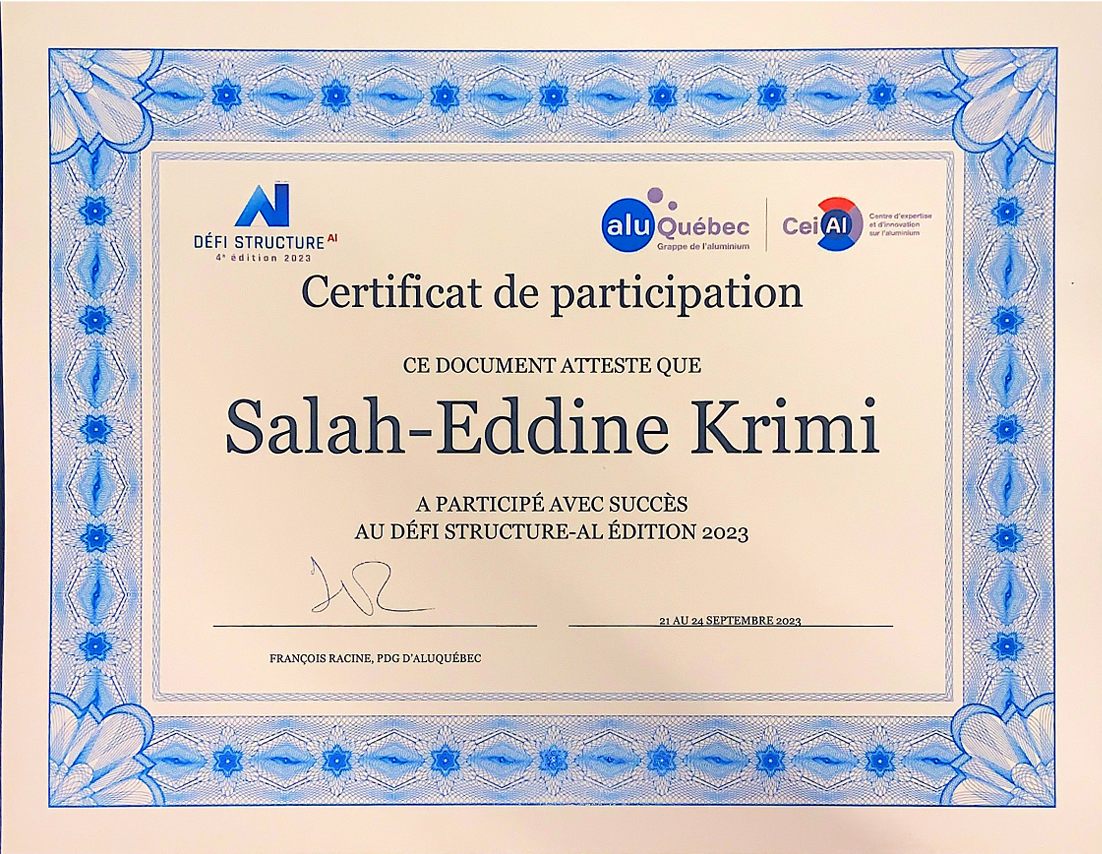 Al
DÉFI STRUCTURE Al
4e édition 2023
aluQuébec
Grappe de l'aluminium
CeiAl
Centre d'expertise
et d'innovation
sur l'aluminium
Certificat de participation
CE DOCUMENT ATTESTE QUE
Salah-Eddine Krimi
A PARTICIPÉ AVEC SUCCÈS
AU DÉFI STRUCTURE-AL ÉDITION 2023
21 AU 24 SEPTEMBRE 2023
FRANÇOIS RACINE, PDG D'ALUQUÉBEC